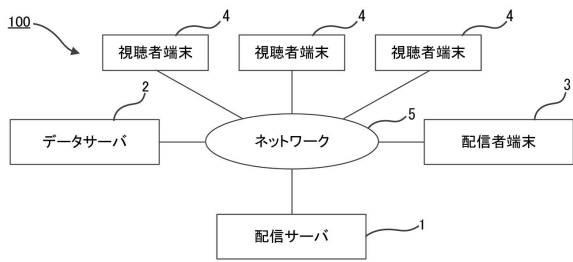 100
4
4
4
視聴者端末
視聴者端末
視聴者端末
2
5
3
データサーバ
ネットワーク
配信者端末
配信サーバ
1